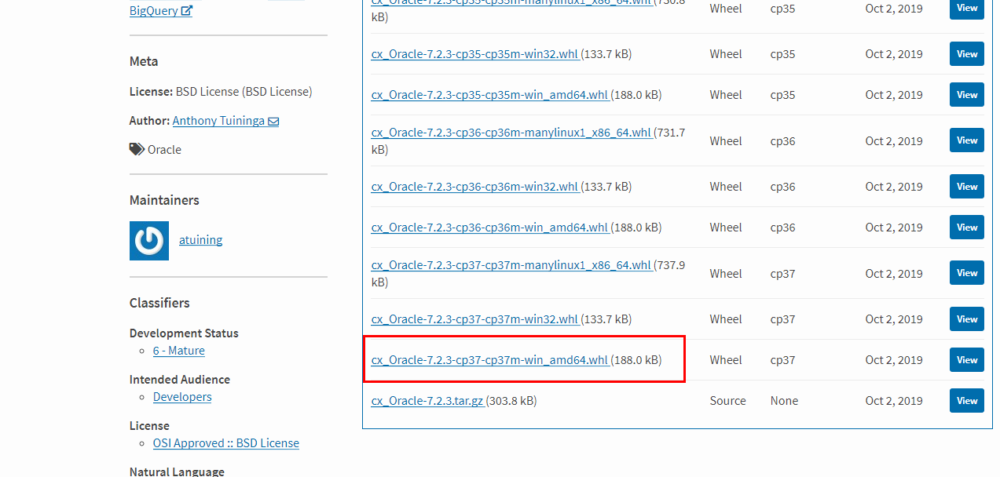 BigQuery
Meta
License: BSD License (BSD License)
Author: Anthony Tuininga
Oracle
Maintainers
atuining
Classifiers
Development Status
6 - Mature
Intended Audience
Developers
License
OSI Approved :: BSD License
Natural Language
cx_Oracle-7.2.3-cp35-cp35m-manylinux1_x86_64.whl (730.8
kB) Wheel cp35 Oct 2, 2019 View
cx_Oracle-7.2.3-cp35-cp35m-win32.whl (133.7 kB) Wheel cp35 Oct 2, 2019 View
cx_Oracle-7.2.3-cp35-cp35m-win_amd64.whl (188.0 kB) Wheel cp35 Oct 2, 2019 View
cx_Oracle-7.2.3-cp36-cp36m-manylinux1_x86_64.whl (731.7
kB) Wheel cp36 Oct 2, 2019 View
cx_Oracle-7.2.3-cp36-cp36m-win32.whl (133.7 kB) Wheel cp36 Oct 2, 2019 View
cx_Oracle-7.2.3-cp36-cp36m-win_amd64.whl (188.0 kB) Wheel cp36 Oct 2, 2019 View
cx_Oracle-7.2.3-cp37-cp37m-manylinux1_x86_64.whl (737.9
kB) Wheel cp37 Oct 2, 2019 View
cx_Oracle-7.2.3-cp37-cp37m-win32.whl (133.7 kB) Wheel cp37 Oct 2, 2019 View
cx_Oracle-7.2.3-cp37-cp37m-win_amd64.whl (188.0 kB) Wheel cp37 Oct 2, 2019 View
cx_Oracle-7.2.3.tar.gz (303.8 kB) Source None Oct 2, 2019 View